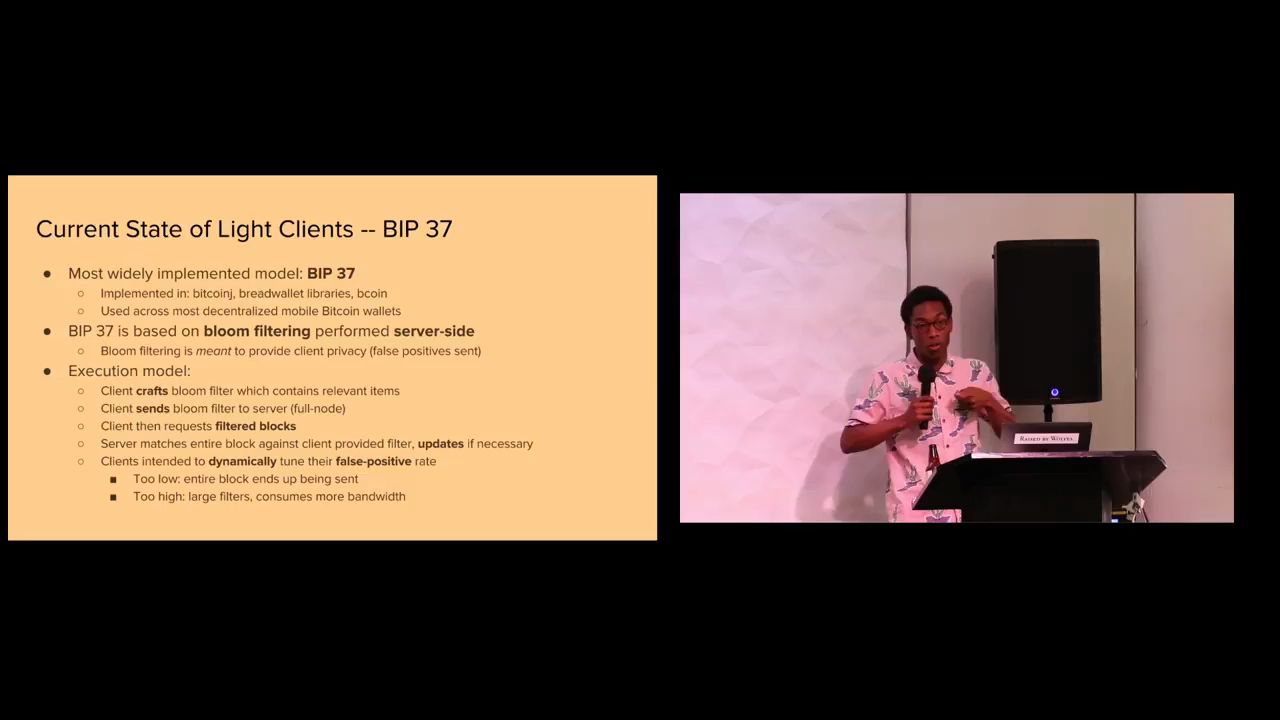 Current State of Light Clients -- BIP 37
● Most widely implemented model: BIP 37
○ Implemented in: bitcoinj, breadwallet libraries, bcoin
○ Used across most decentralized mobile Bitcoin wallets
● BIP 37 is based on bloom filtering performed server-side
○ Bloom filtering is meant to provide client privacy (false positives sent)
● Execution model:
○ Client crafts bloom filter which contains relevant items
○ Client sends bloom filter to server (full-node)
○ Client then requests filtered blocks
○ Server matches entire block against client provided filter, updates if necessary
○ Clients intended to dynamically tune their false-positive rate
■ Too low: entire block ends up being sent
■ Too high: large filters, consumes more bandwidth
RAISED BY WOLVES